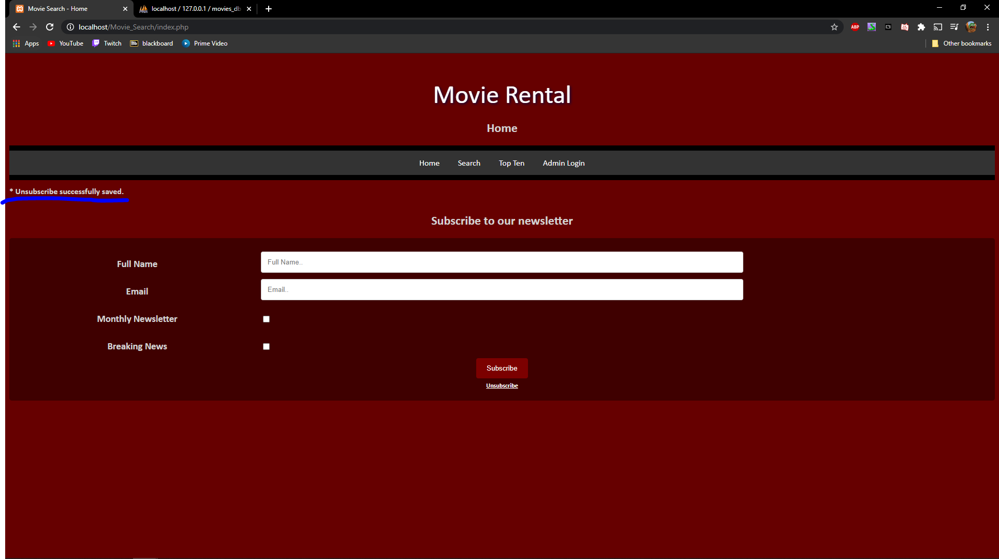 Movie Search - Home
localhost / 127.0.0.1 / movies_db
localhost/Movie_Search/index.php
ABP
Apps
YouTube
Twitch
Bb
blackboard
Prime Video
Other bookmarks
Movie Rental
Home
Home Search Top Ten Admin Login
* Unsubscribe successfully saved.
Subscribe to our newsletter
Full Name
Full Name..
Email
Email..
Monthly Newsletter
Breaking News
Subscribe
Unsubscribe